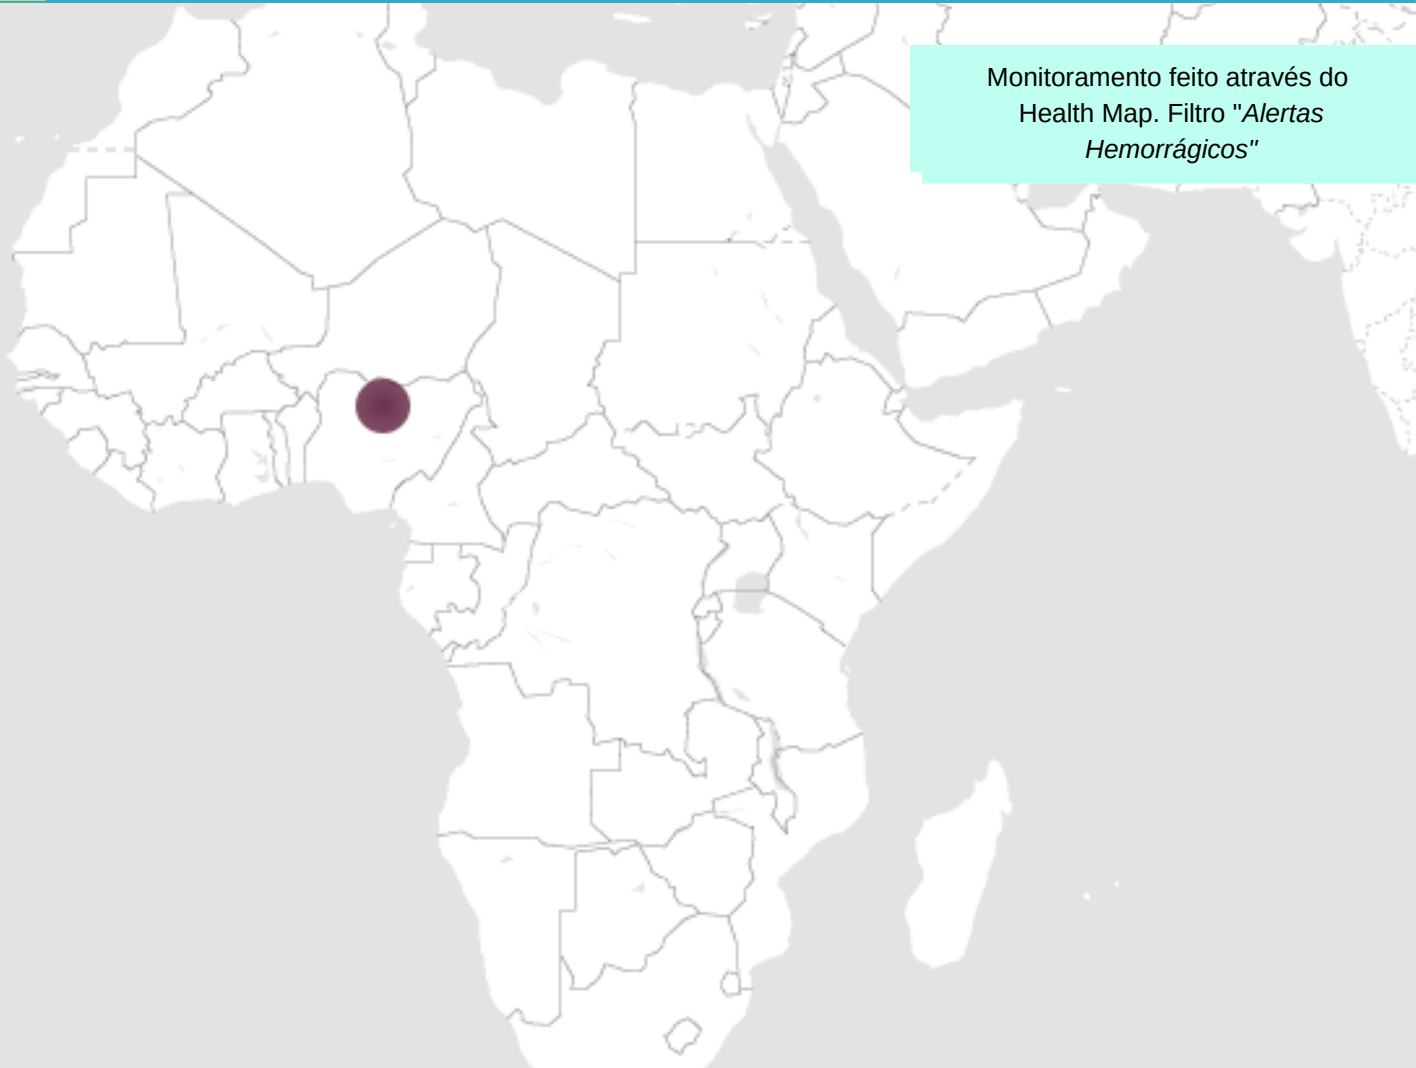 Monitoramento feito através do
Health Map. Filtro "Alertas
Hemorrágicos"